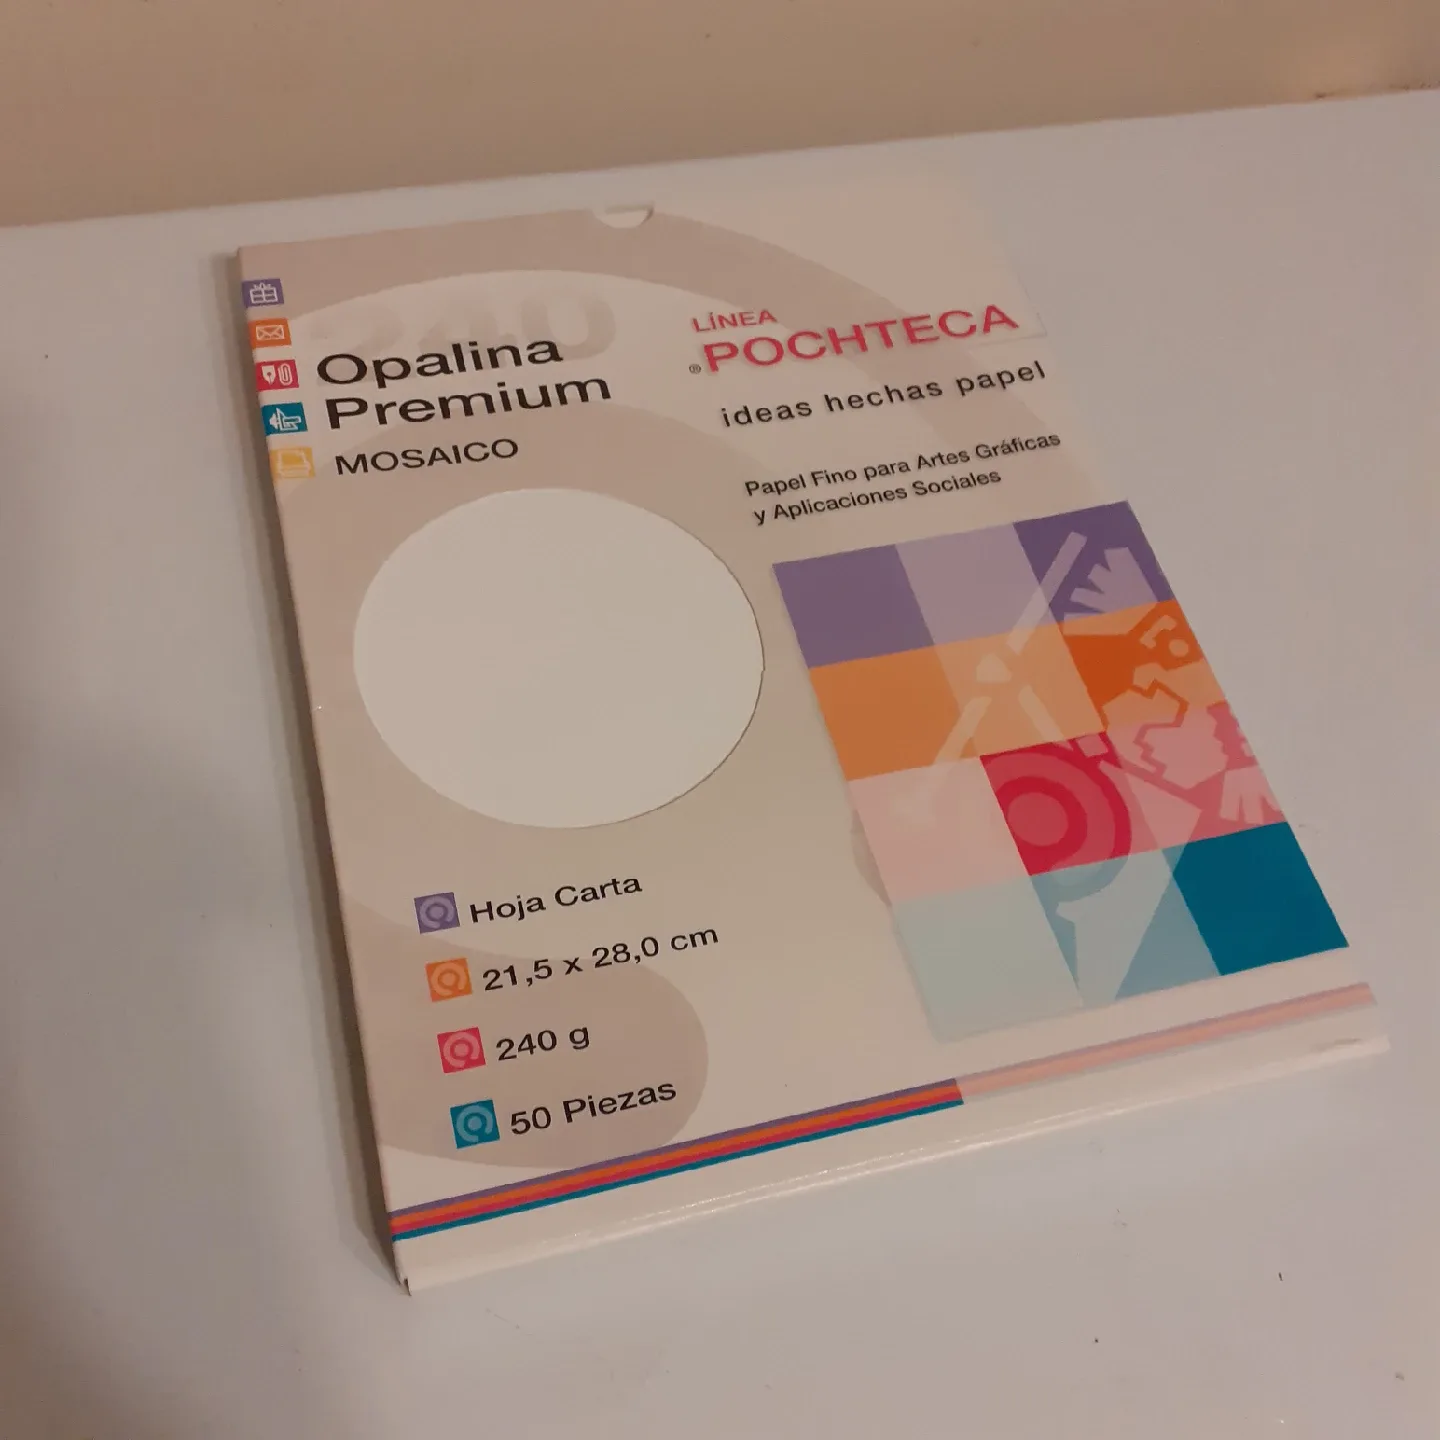 240
Opalina
Premium
MOSAICO
LÍNEA
® POCHTECA
ideas hechas papel
Papel Fino para Artes Gráficas
y Aplicaciones Sociales
Hoja Carta
21,5 x 28,0 cm
240 g
50 Piezas